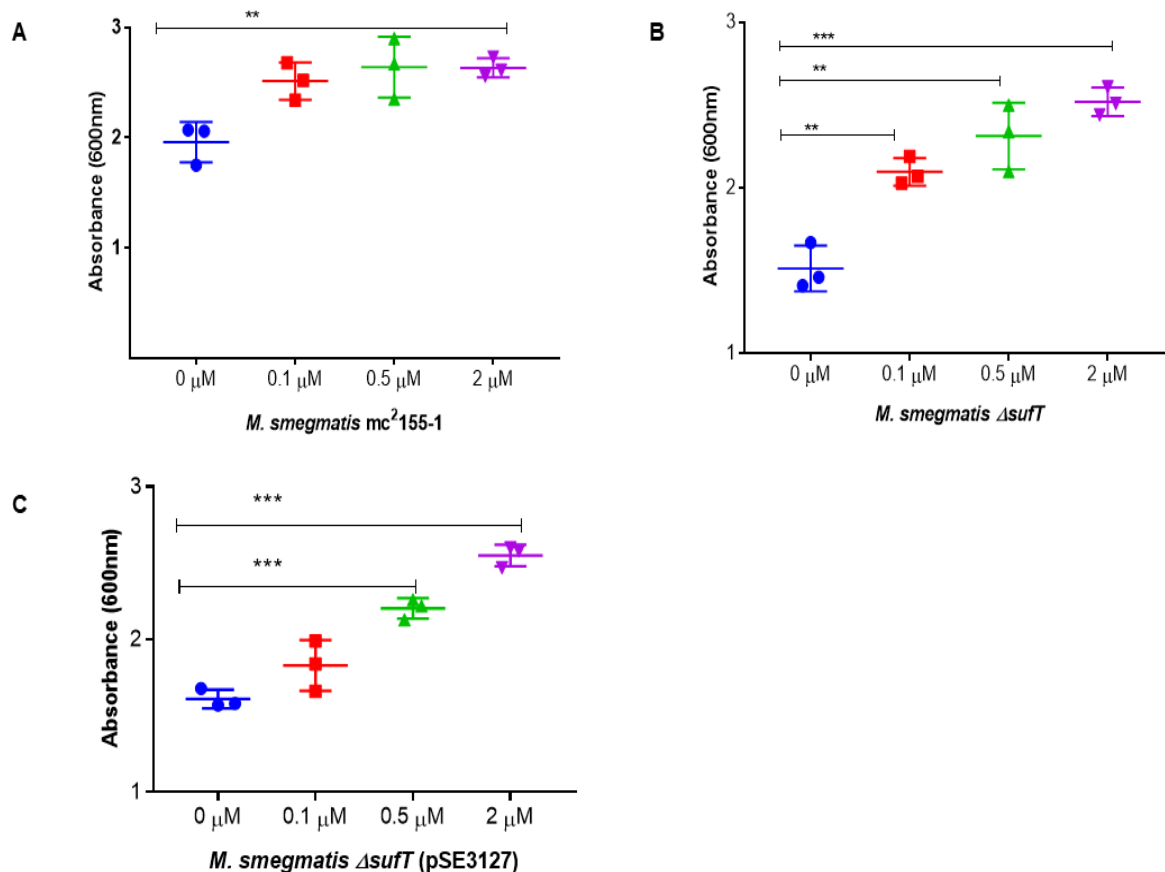 A
**
3
2
1
Absorbance (600nm)
0 μM
0.1 μM
0.5 μM
2 μM
M. smegmatis mc²155-1
B
***
**
**
3
2
1
Absorbance (600nm)
0 μM
0.1 μM
0.5 μM
2 μM
M. smegmatis ΔsufT
C
***
***
3
2
1
Absorbance (600nm)
0 μM
0.1 μM
0.5 μM
2 μM
M. smegmatis ΔsufT (pSE3127)